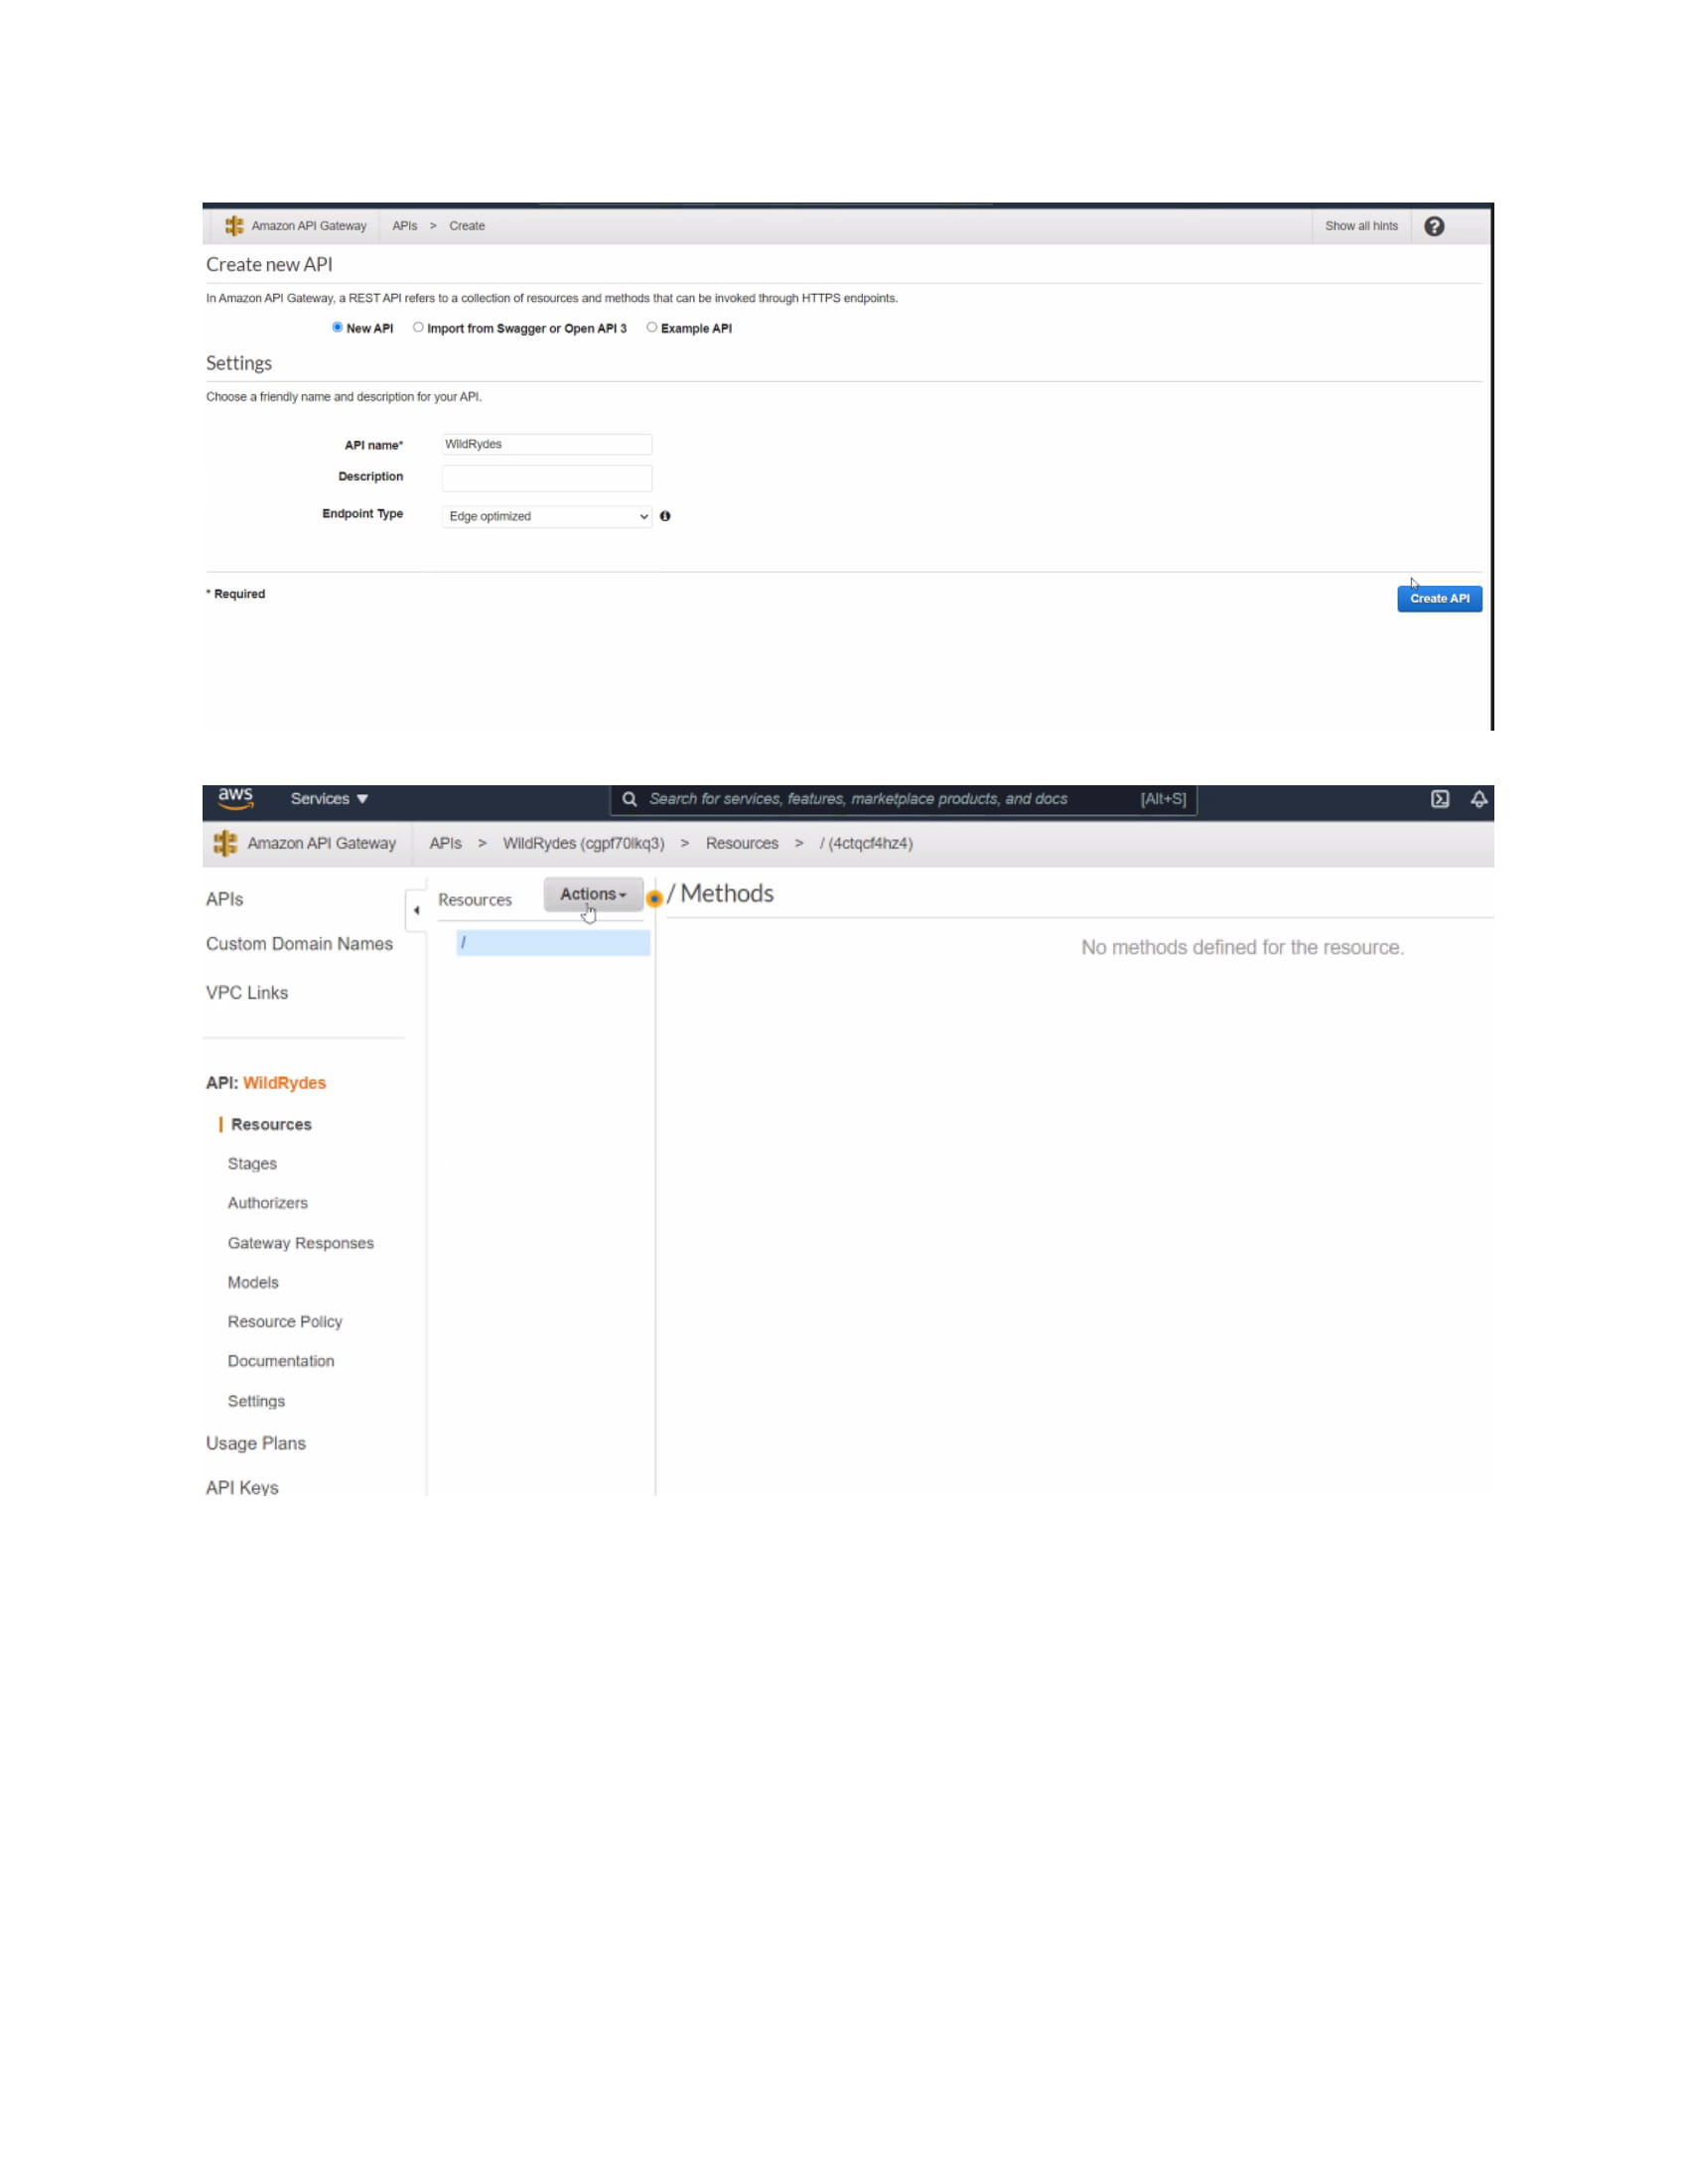 Amazon API Gateway APIs > Create Show all hints ?
Create new API
In Amazon API Gateway, a REST API refers to a collection of resources and methods that can be invoked through HTTPS endpoints.
New API Import from Swagger or Open API 3 Example API
Settings
Choose a friendly name and description for your API.
API name* WildRydes
Description
Endpoint Type Edge optimized
* Required
Create API
aws Services ▼ Search for services, features, marketplace products, and docs [Alt+S]
Amazon API Gateway APIs > WildRydes (cgpf70lkq3) > Resources > / (4ctqcf4hz4)
APIs
Custom Domain Names
VPC Links
API: WildRydes
Resources
Stages
Authorizers
Gateway Responses
Models
Resource Policy
Documentation
Settings
Usage Plans
API Keys
Resources Actions
/
/ Methods
No methods defined for the resource.